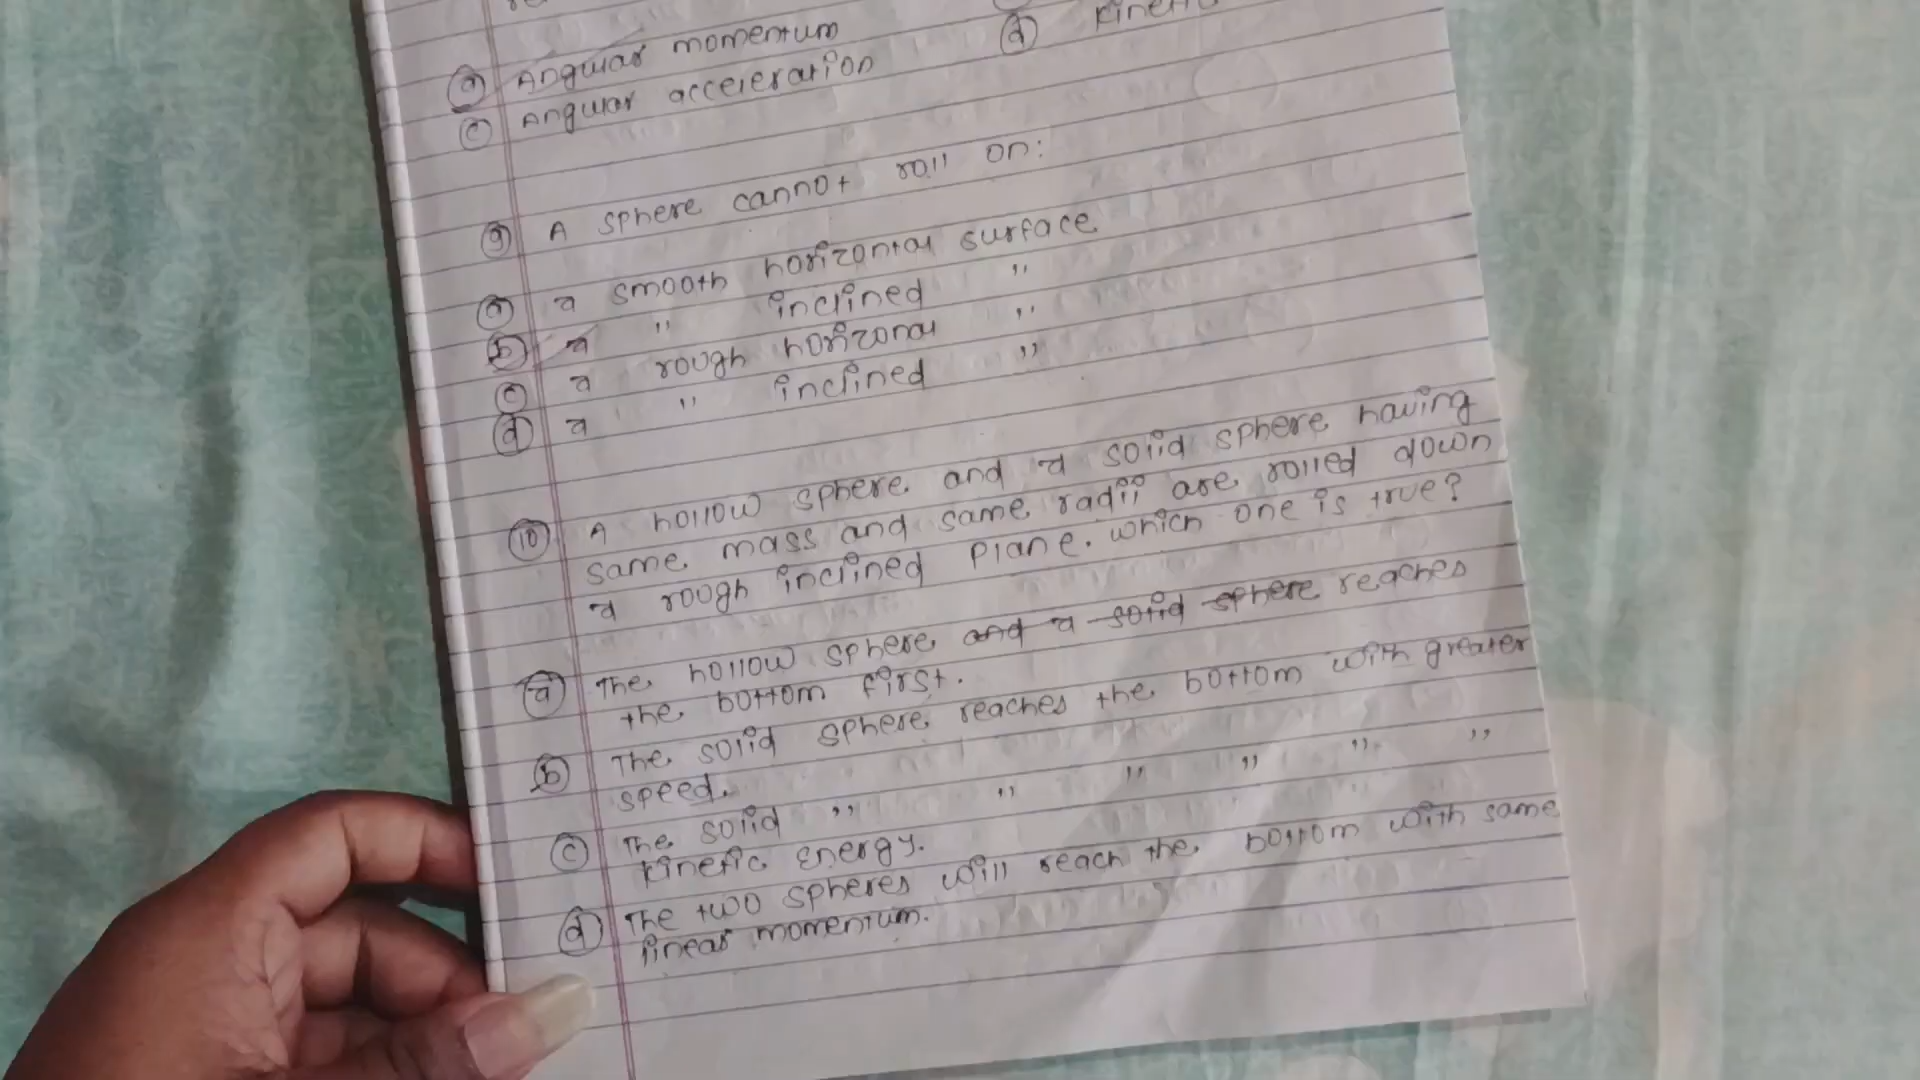 (a) Angular momentum
(d) Kinetic
(c) Angular acceleration
(9) A sphere cannot roll on:
(a) a smooth horizontal surface
(b) a " inclined "
(c) a rough horizonal "
(d) a " inclined "
(10) A hollow sphere and a solid sphere having
same mass and same radii are rolled down
a rough inclined plane. which one is true?
(a) The hollow sphere and a solid sphere reaches
the bottom first.
(b) The solid sphere reaches the bottom with greater
speed.
(c) The solid " " " " " "
kinetic Energy.
(d) The two spheres will reach the bottom with same
linear momentum.